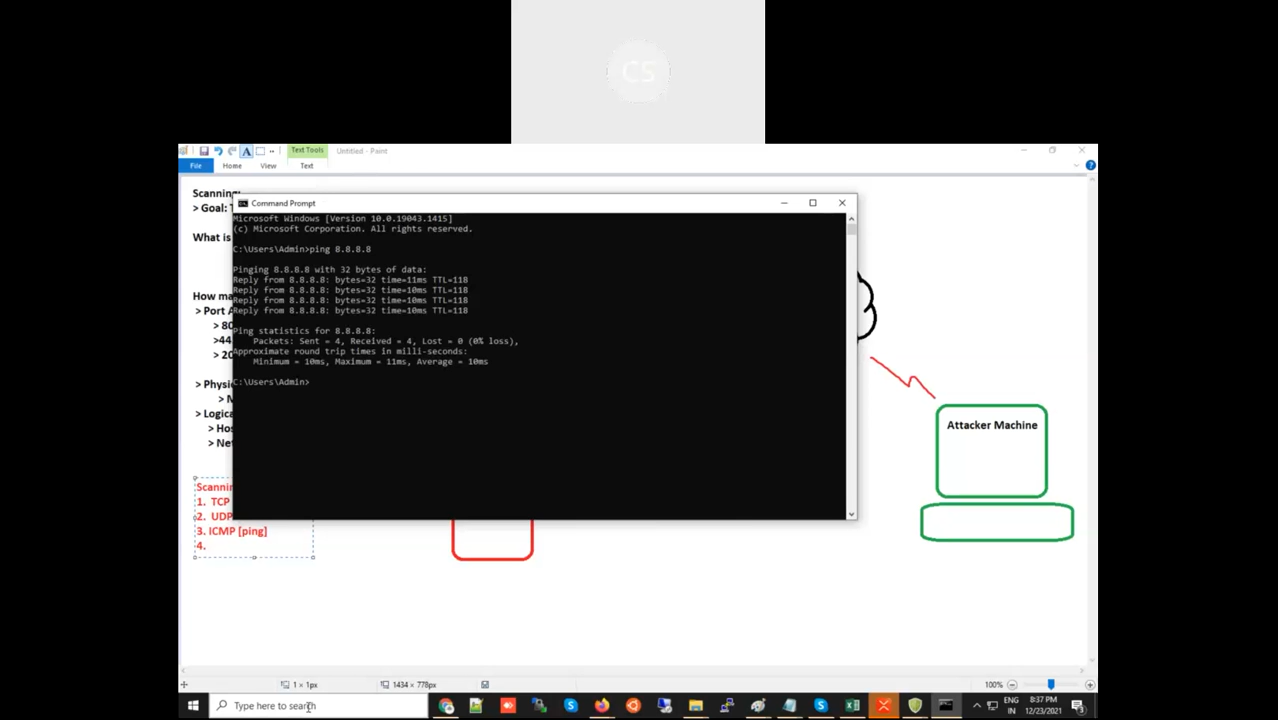 CS
Text Tools
Untitled - Paint
File
Home
View
Text
Scanning:
> Goal: T
What is
How ma
> Port A
> 80
>44
> 20
> Physi
> Logica
> Hos
> Net
Scannin
1. TCP
2. UDP
3. ICMP [ping]
4.
Command Prompt
Microsoft Windows [Version 10.0.19043.1415]
(c) Microsoft Corporation. All rights reserved.
C:\Users\Admin>ping 8.8.8.8
Pinging 8.8.8.8 with 32 bytes of data:
Reply from 8.8.8.8: bytes=32 time=11ms TTL=118
Reply from 8.8.8.8: bytes=32 time=10ms TTL=118
Reply from 8.8.8.8: bytes=32 time=10ms TTL=118
Reply from 8.8.8.8: bytes=32 time=10ms TTL=118
Ping statistics for 8.8.8.8:
Packets: Sent = 4, Received = 4, Lost = 0 (0% loss),
Approximate round trip times in milli-seconds:
Minimum = 10ms, Maximum = 11ms, Average = 10ms
C:\Users\Admin>
Attacker Machine
1 × 1px
1434 × 778px
100%
Type here to search
ENG
IN
8:37 PM
12/23/2021